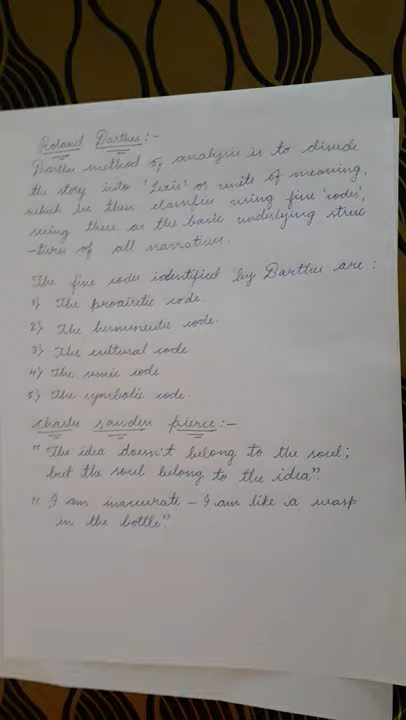 Roland Barthes:-
Barthes method of analysis is to divide
the story into 'Lexis' or units of meaning,
which he then classifies using five 'codes',
seeing these as the basic underlying struc
-tures of all narratives.
The five codes identified by Barthes are:
1) The proairetic code.
2) The hermeneutic code.
3) The cultural code
4) The semic code
5) The symbolic code.
Charles sanders pierce:-
"The idea doesn't belong to the soul;
but the soul belong to the idea".
"I am inaccurate - I am like a wasp
in the bottle".